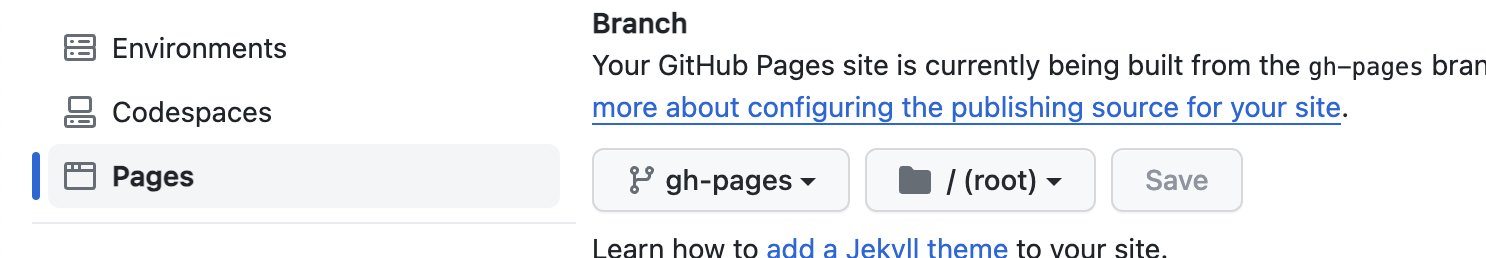 Environments
Codespaces
Pages
Branch
Your GitHub Pages site is currently being built from the gh-pages
more about configuring the publishing source for your site.
gh-pages
/ (root)
Save
Learn how to add a Jekyll theme to your site.